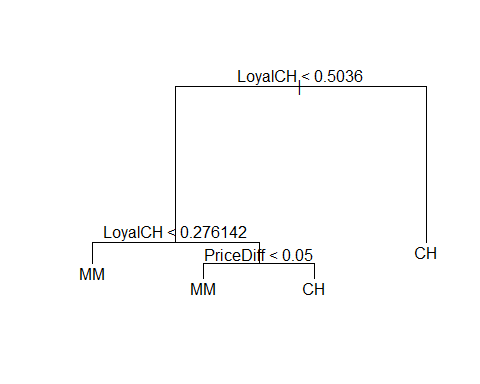 LoyalCH < 0.5036
LoyalCH < 0.276142
PriceDiff < 0.05
CH
MM
MM
CH